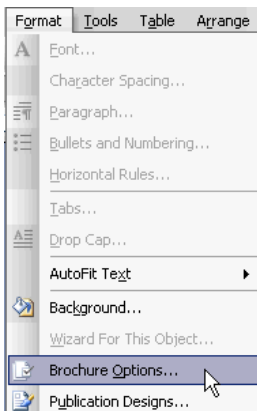 Format Tools Table Arrange
Font...
Character Spacing...
Paragraph...
Bullets and Numbering...
Horizontal Rules...
Tabs...
Drop Cap...
AutoFit Text
Background...
Wizard For This Object...
Brochure Options...
Publication Designs...